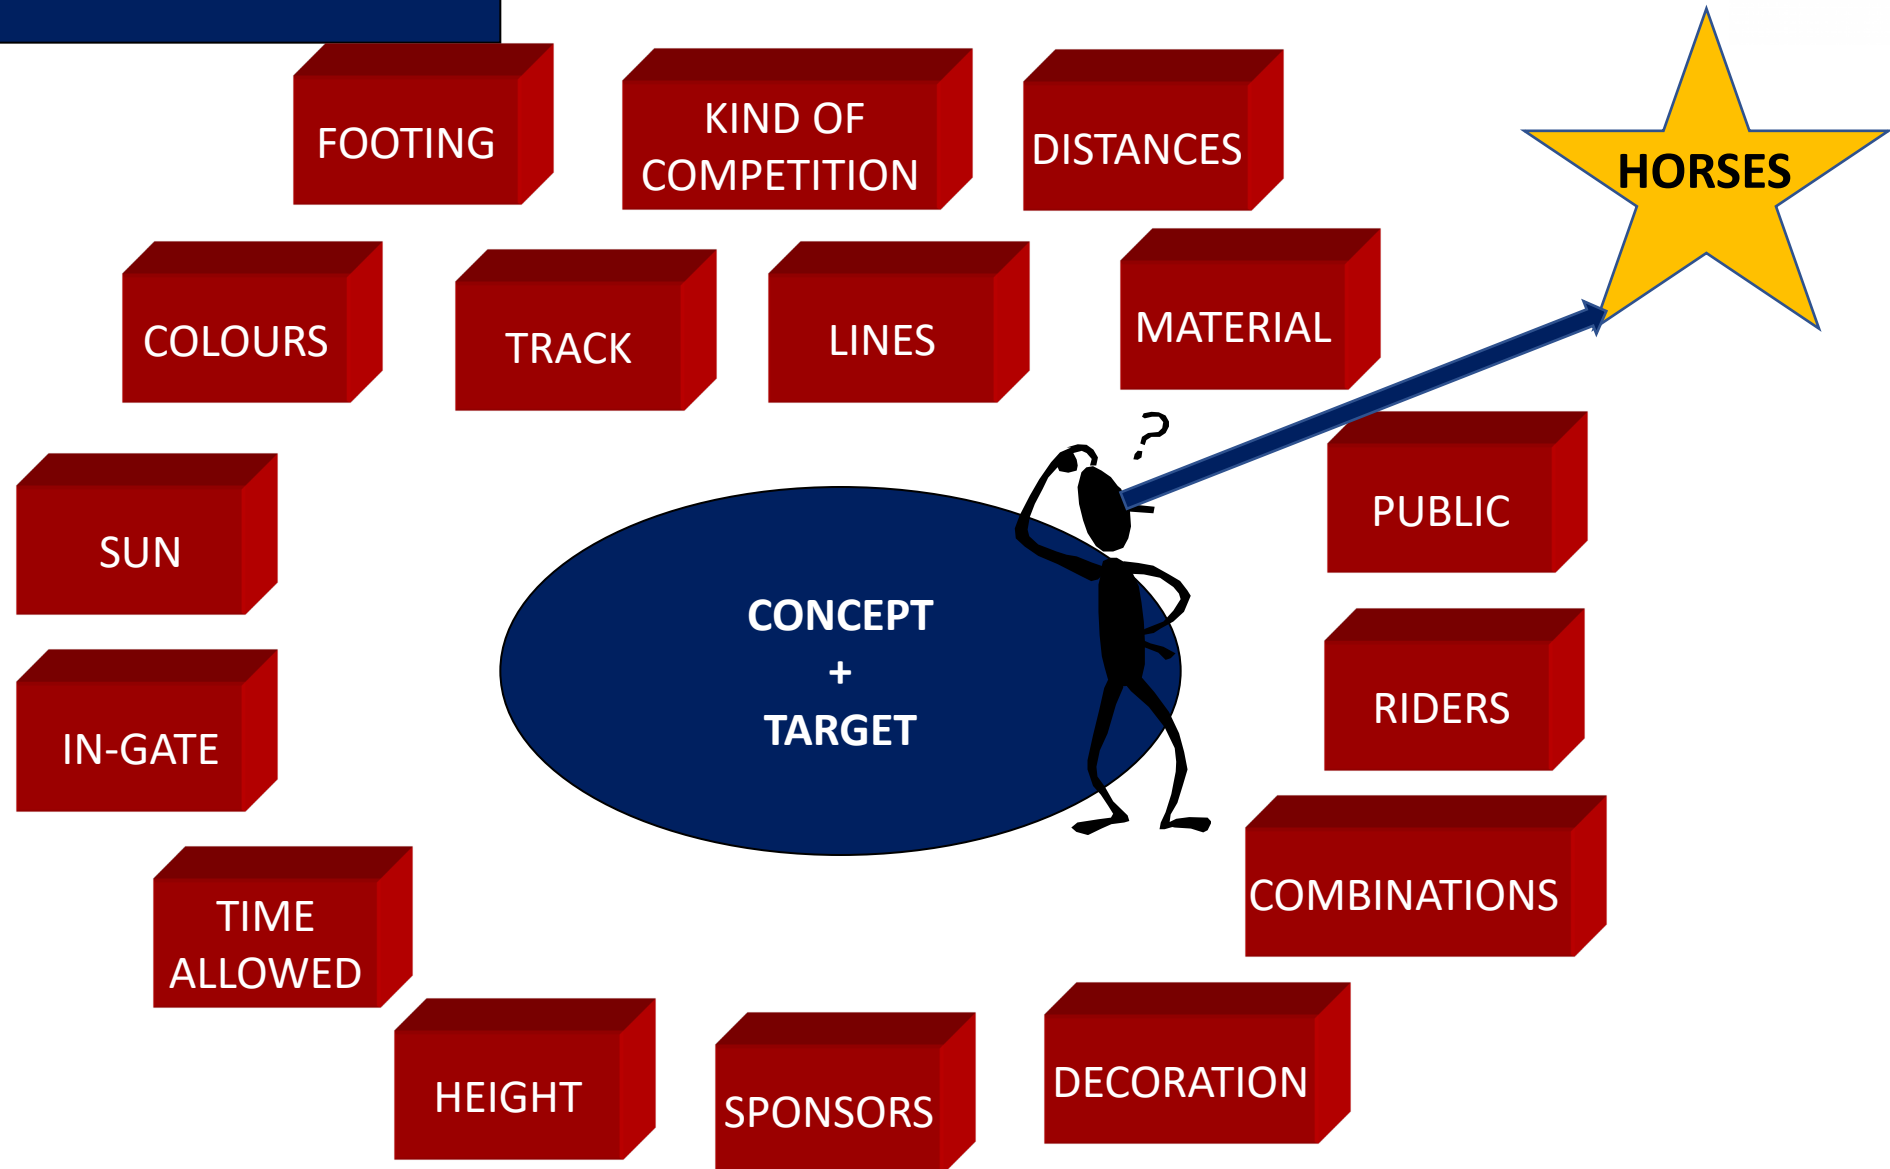 FOOTING
KIND OF
COMPETITION
DISTANCES
HORSES
COLOURS
TRACK
LINES
MATERIAL
?
SUN
PUBLIC
CONCEPT
+
TARGET
IN-GATE
RIDERS
TIME
ALLOWED
COMBINATIONS
HEIGHT
SPONSORS
DECORATION